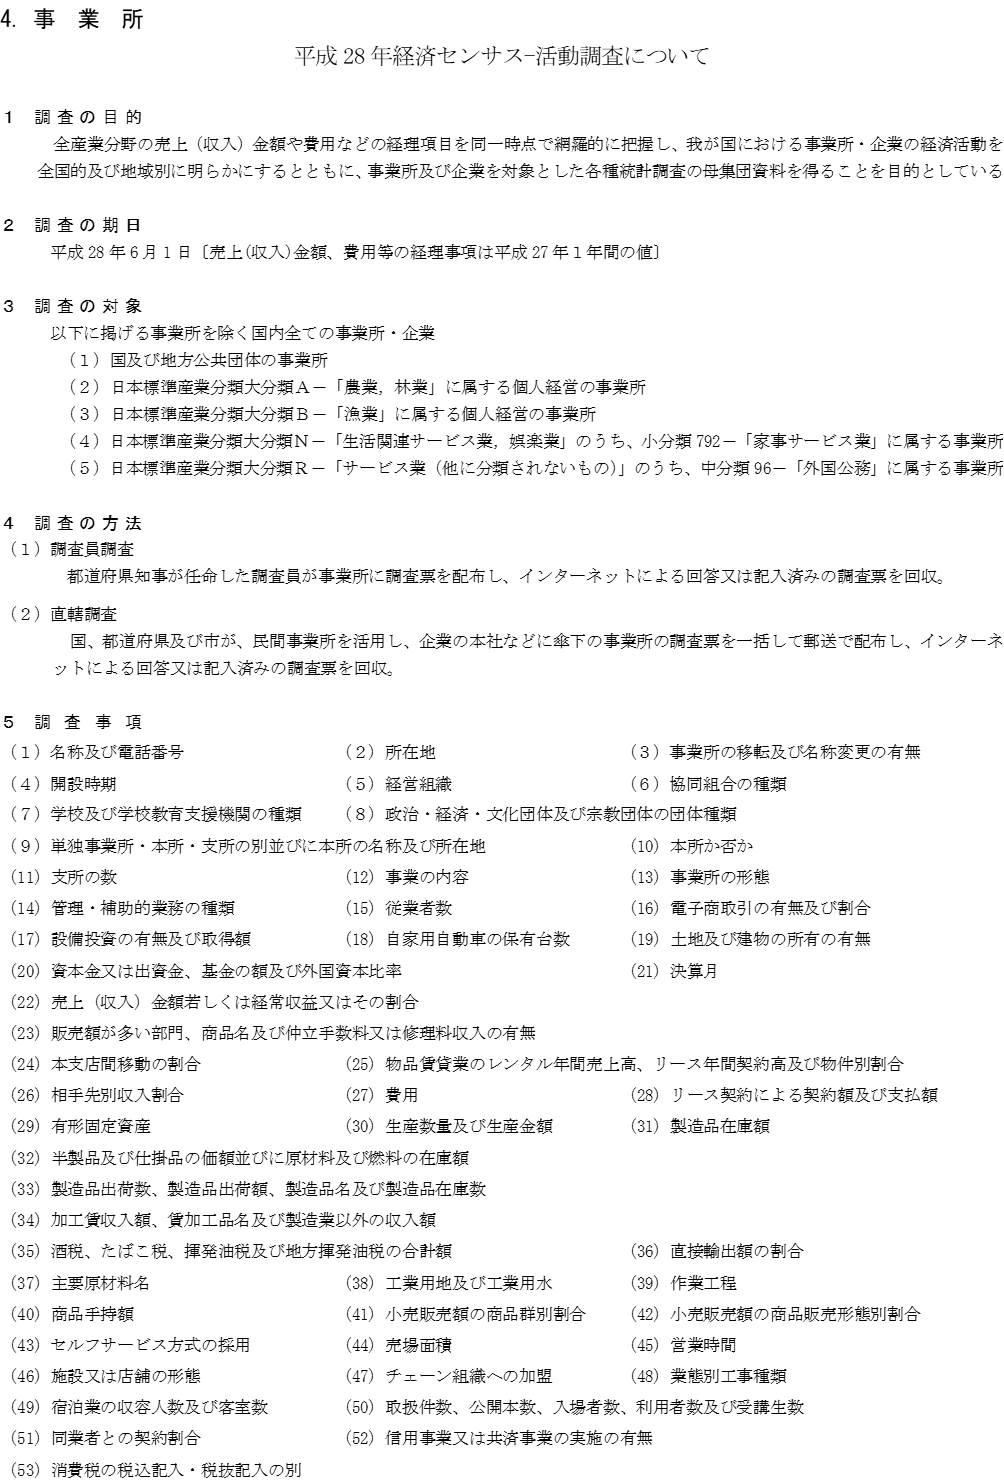 4. 事　業　所
平成 28 年経済センサス-活動調査について
１　調 査 の 目 的
全産業分野の売上（収入）金額や費用などの経理項目を同一時点で網羅的に把握し、我が国における事業所・企業の経済活動を
全国的及び地域別に明らかにするとともに、事業所及び企業を対象とした各種統計調査の母集団資料を得ることを目的としている
２　調 査 の 期 日
平成 28 年 6 月 1 日〔売上(収入)金額、費用等の経理事項は平成 27 年１年間の値〕
３　調 査 の 対 象
以下に掲げる事業所を除く国内全ての事業所・企業
（１）国及び地方公共団体の事業所
（２）日本標準産業分類大分類Ａ－「農業，林業」に属する個人経営の事業所
（３）日本標準産業分類大分類Ｂ－「漁業」に属する個人経営の事業所
（４）日本標準産業分類大分類Ｎ－「生活関連サービス業，娯楽業」のうち、小分類 792－「家事サービス業」に属する事業所
（５）日本標準産業分類大分類Ｒ－「サービス業（他に分類されないもの）」のうち、中分類 96－「外国公務」に属する事業所
４　調 査 の 方 法
（１）調査員調査
都道府県知事が任命した調査員が事業所に調査票を配布し、インターネットによる回答又は記入済みの調査票を回収。
（２）直轄調査
国、都道府県及び市が、民間事業所を活用し、企業の本社などに傘下の事業所の調査票を一括して郵送で配布し、インターネ
ットによる回答又は記入済みの調査票を回収。
５　調　査　事　項
（１）名称及び電話番号　（２）所在地　（３）事業所の移転及び名称変更の有無
（４）開設時期　（５）経営組織　（６）協同組合の種類
（７）学校及び学校教育支援機関の種類　（８）政治・経済・文化団体及び宗教団体の団体種類
（９）単独事業所・本所・支所の別並びに本所の名称及び所在地　(10) 本所か否か
(11) 支所の数　(12) 事業の内容　(13) 事業所の形態
(14) 管理・補助的業務の種類　(15) 従業者数　(16) 電子商取引の有無及び割合
(17) 設備投資の有無及び取得額　(18) 自家用自動車の保有台数　(19) 土地及び建物の所有の有無
(20) 資本金又は出資金、基金の額及び外国資本比率　(21) 決算月
(22) 売上（収入）金額若しくは経常収益又はその割合
(23) 販売額が多い部門、商品名及び仲立手数料又は修理料収入の有無
(24) 本支店間移動の割合　(25) 物品賃貸業のレンタル年間売上高、リース年間契約高及び物件別割合
(26) 相手先別収入割合　(27) 費用　(28) リース契約による契約額及び支払額
(29) 有形固定資産　(30) 生産数量及び生産金額　(31) 製造品在庫額
(32) 半製品及び仕掛品の価額並びに原材料及び燃料の在庫額
(33) 製造品出荷数、製造品出荷額、製造品名及び製造品在庫数
(34) 加工賃収入額、賃加工品名及び製造業以外の収入額
(35) 酒税、たばこ税、揮発油税及び地方揮発油税の合計額　(36) 直接輸出額の割合
(37) 主要原材料名　(38) 工業用地及び工業用水　(39) 作業工程
(40) 商品手持額　(41) 小売販売額の商品群別割合　(42) 小売販売額の商品販売形態別割合
(43) セルフサービス方式の採用　(44) 売場面積　(45) 営業時間
(46) 施設又は店舗の形態　(47) チェーン組織への加盟　(48) 業態別工事種類
(49) 宿泊業の収容人数及び客室数　(50) 取扱件数、公開本数、入場者数、利用者数及び受講生数
(51) 同業者との契約割合　(52) 信用事業又は共済事業の実施の有無
(53) 消費税の税込記入・税抜記入の別